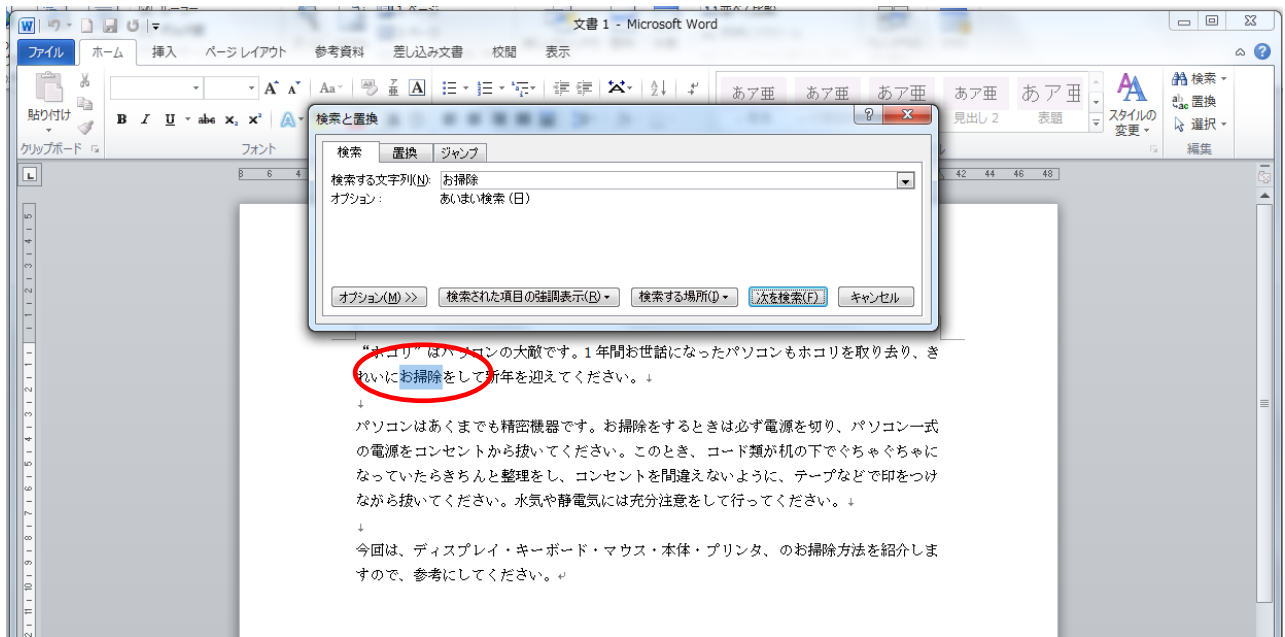 文書 1 - Microsoft Word
ファイル ホーム 挿入 ページ レイアウト 参考資料 差し込み文書 校閲 表示
貼り付け
B I U abc x₂ x² A
Aa A
あア亜 あア亜 あア亜 あア亜 あア亜
見出し 2 表題
スタイルの
変更
検索
置換
選択
クリップボード フォント 編集
検索と置換
検索 置換 ジャンプ
検索する文字列(N): お掃除
オプション: あいまい検索 (日)
オプション(M) >> 検索された項目の強調表示(R) 検索する場所(I) 次を検索(F) キャンセル
8 6 4 42 44 46 48
“ホコリ”はパソコンの大敵です。1 年間お世話になったパソコンもホコリを取り去り、き
れいにお掃除をして新年を迎えてください。↓
↓
パソコンはあくまでも精密機器です。お掃除をするときは必ず電源を切り、パソコン一式
の電源をコンセントから抜いてください。このとき、コード類が机の下でぐちゃぐちゃに
なっていたらきちんと整理をし、コンセントを間違えないように、テープなどで印をつけ
ながら抜いてください。水気や静電気には充分注意をして行ってください。↓
↓
今回は、ディスプレイ・キーボード・マウス・本体・プリンタ、のお掃除方法を紹介しま
すので、参考にしてください。↵